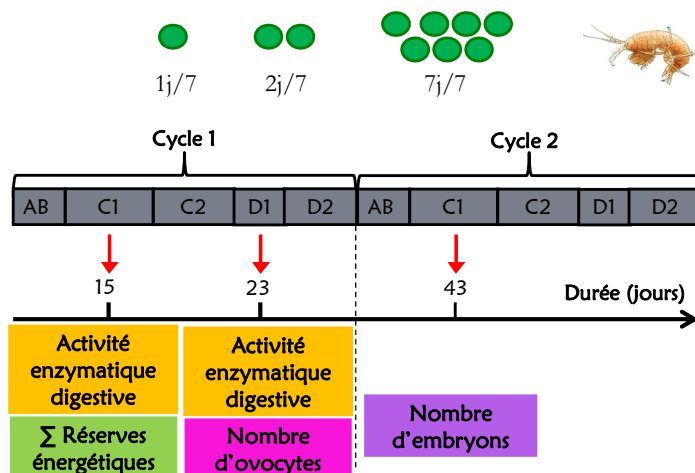 1j/7 2j/7 7j/7
Cycle 1 Cycle 2
AB C1 C2 D1 D2 AB C1 C2 D1 D2
15 23 43 Durée (jours)
Activité
enzymatique
digestive
Activité
enzymatique
digestive
∑ Réserves
énergétiques
Nombre
d'ovocytes
Nombre
d'embryons